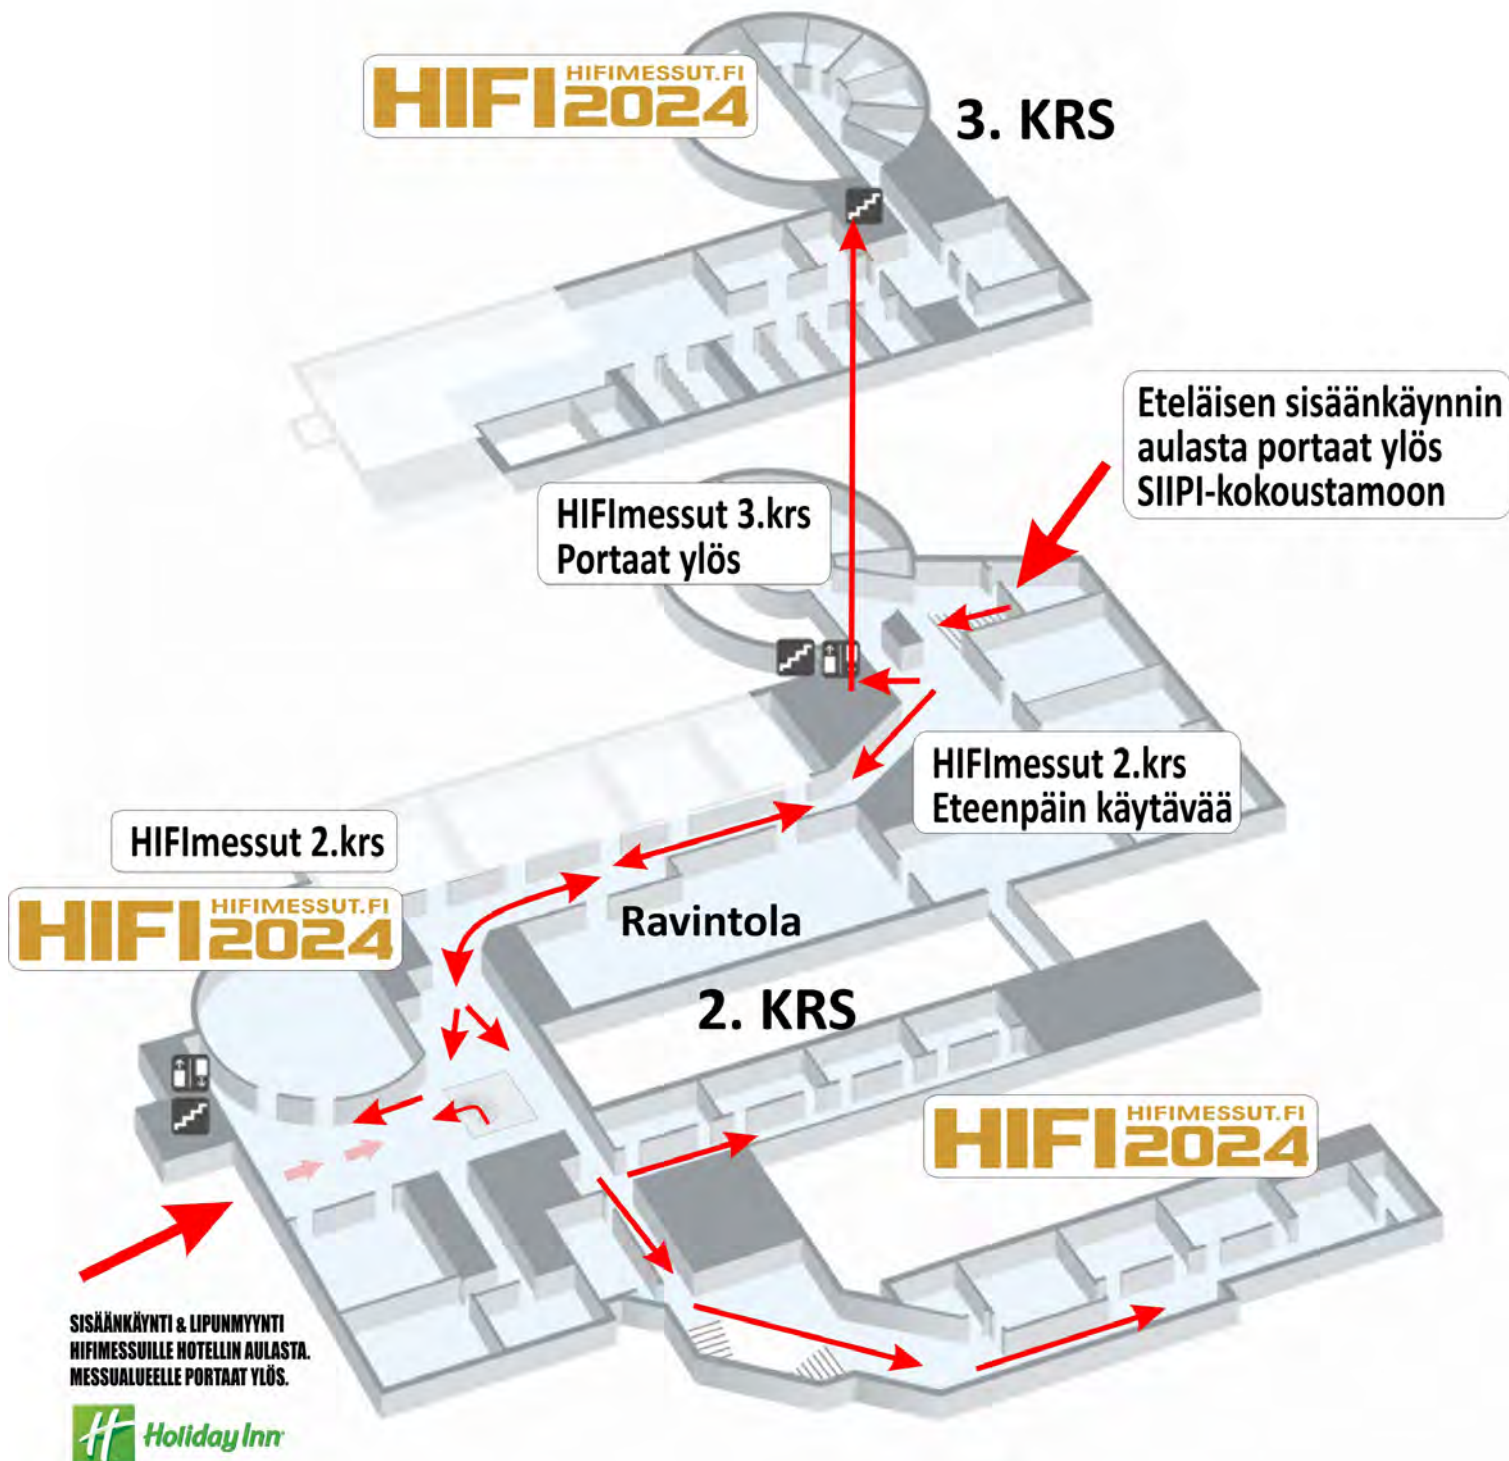 HIFI
HIFIMESSUT.FI
2024
3. KRS
Eteläisen sisäänkäynnin
aulasta portaat ylös
SIIPI-kokoustamoon
HIFImessut 3.krs
Portaat ylös
HIFImessut 2.krs
Eteenpäin käytävää
HIFImessut 2.krs
HIFI
HIFIMESSUT.FI
2024
Ravintola
2. KRS
HIFI
HIFIMESSUT.FI
2024
SISÄÄNKÄYNTI & LIPUNMYYNTI
HIFIMESSUILLE HOTELLIN AULASTA.
MESSUALUEELLE PORTAAT YLÖS.
H Holiday Inn